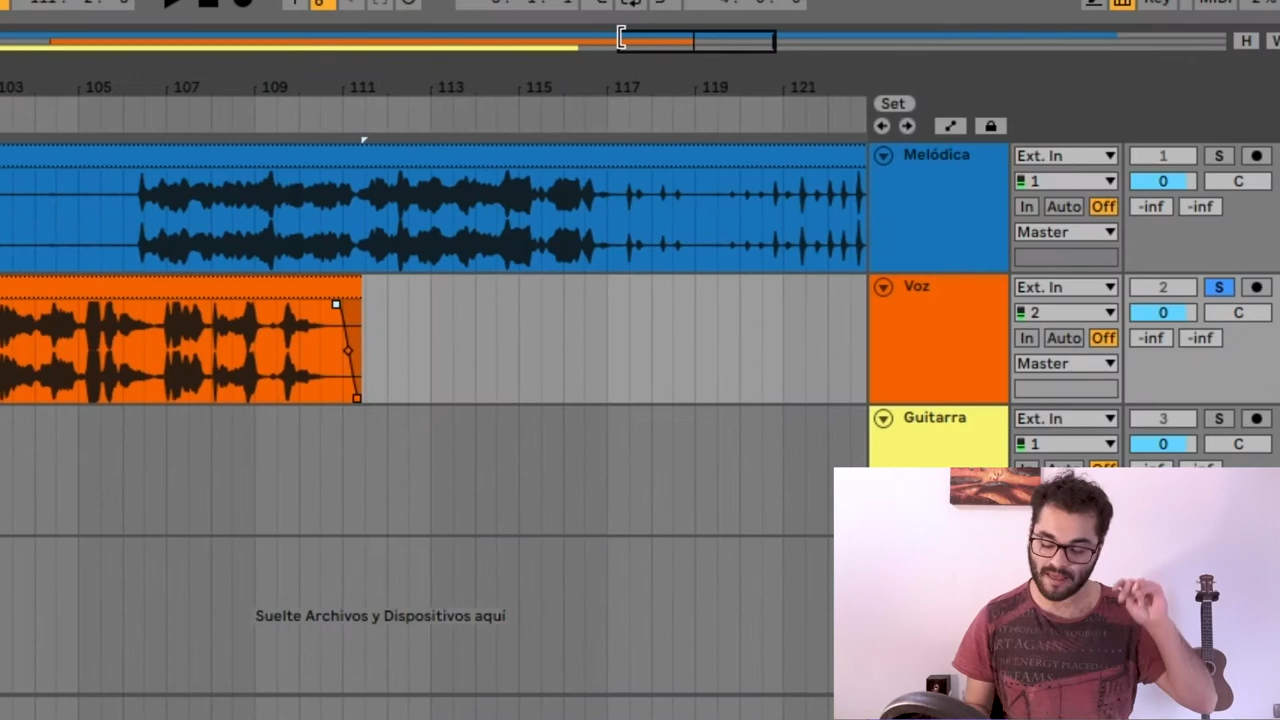 Key
MIDI
H
103 105 107 109 111 113 115 117 119 121
Set
Melódica
Ext. In
1
S
1
0
C
In Auto Off
-inf -inf
Master
Voz
Ext. In
2
S
2
0
C
In Auto Off
-inf -inf
Master
Guitarra
Ext. In
3
S
1
0
C
Suelte Archivos y Dispositivos aquí